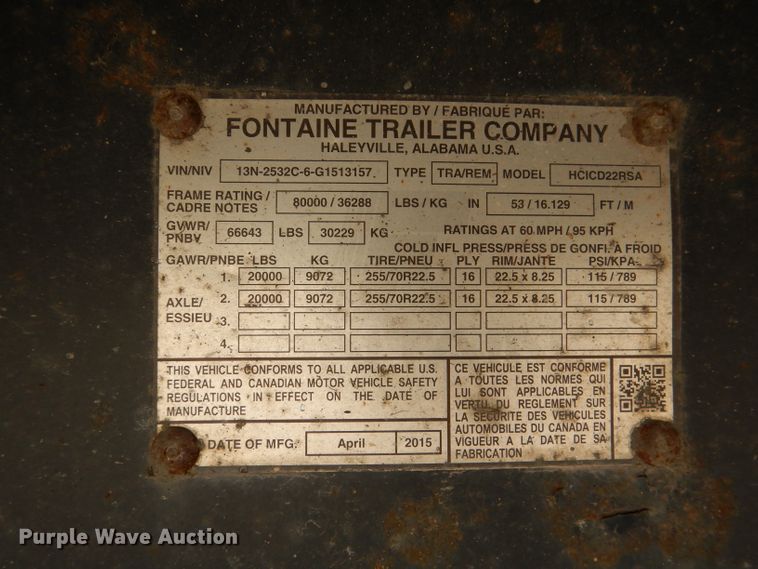 MANUFACTURED BY / FABRIQUÉ PAR:
FONTAINE TRAILER COMPANY
HALEYVILLE, ALABAMA U.S.A.
VIN/NIV 13N-2532C-6-G1513157 TYPE TRA/REM MODEL HCICD22RSA
FRAME RATING / CADRE NOTES 80000 / 36288 LBS / KG IN 53 / 16.129 FT / M
GVWR/ PNBV 66643 LBS 30229 KG RATINGS AT 60 MPH / 95 KPH
COLD INFL PRESS/PRESS DE GONFL A FROID
GAWR/PNBE LBS KG TIRE/PNEU PLY RIM/JANTE PSI/KPA
1. 20000 9072 255/70R22.5 16 22.5 x 8.25 115 / 789
AXLE/ ESSIEU 2. 20000 9072 255/70R22.5 16 22.5 x 8.25 115 / 789
3.
4.
THIS VEHICLE CONFORMS TO ALL APPLICABLE U.S.
FEDERAL AND CANADIAN MOTOR VEHICLE SAFETY
REGULATIONS IN EFFECT ON THE DATE OF
MANUFACTURE
CE VEHICULE EST CONFORME
A TOUTES LES NORMES QUI
LUI SONT APPLICABLES EN
VERTU DU REGLEMENT SUR
LA SECURITE DES VEHICULES
AUTOMOBILES DU CANADA EN
VIGUEUR A LA DATE DE SA
FABRICATION
DATE OF MFG: April 2015
Purple Wave Auction